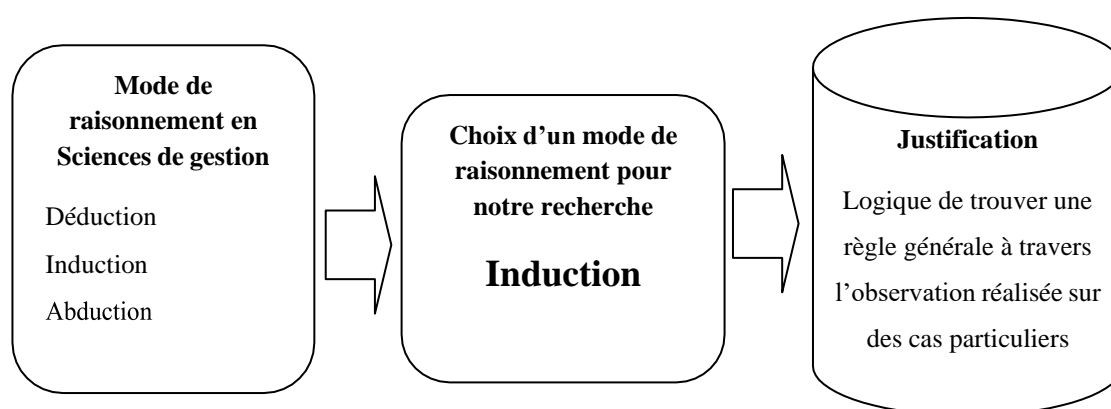 Mode de
raisonnement en
Sciences de gestion
Déduction
Induction
Abduction
Choix d’un mode de
raisonnement pour
notre recherche
Induction
Justification
Logique de trouver une
règle générale à travers
l’observation réalisée sur
des cas particuliers